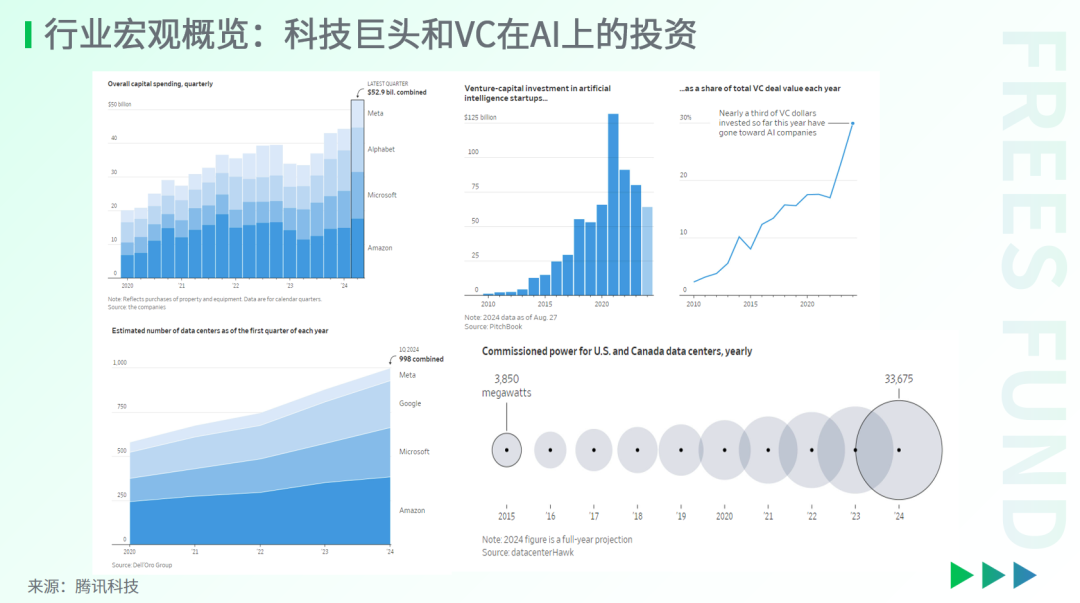 行业宏观概览：科技巨头和VC在AI上的投资
Overall capital spending, quarterly
LATEST QUARTER
$52.9 bil. combined
$50 billion
40
30
20
10
0
Meta
Alphabet
Microsoft
Amazon
2020
'21
'22
'23
'24
Note: Reflects purchases of property and equipment. Data are for calendar quarters.
Source: the companies
Venture-capital investment in artificial
intelligence startups...
$125 billion
100
75
50
25
0
2010
2015
2020
Note: 2024 data as of Aug. 27
Source: PitchBook
...as a share of total VC deal value each year
30%
Nearly a third of VC dollars
invested so far this year have
gone toward AI companies
20
10
0
2010
2015
2020
Estimated number of data centers as of the first quarter of each year
1Q 2024
998 combined
1,000
750
500
250
0
Meta
Google
Microsoft
Amazon
2020
'21
'22
'23
'24
Source: Dell'Oro Group
Commissioned power for U.S. and Canada data centers, yearly
3,850
megawatts
33,675
2015
'16
'17
'18
'19
2020
'21
'22
'23
'24
Note: 2024 figure is a full-year projection
Source: datacenterHawk
来源：腾讯科技
FREES FUND